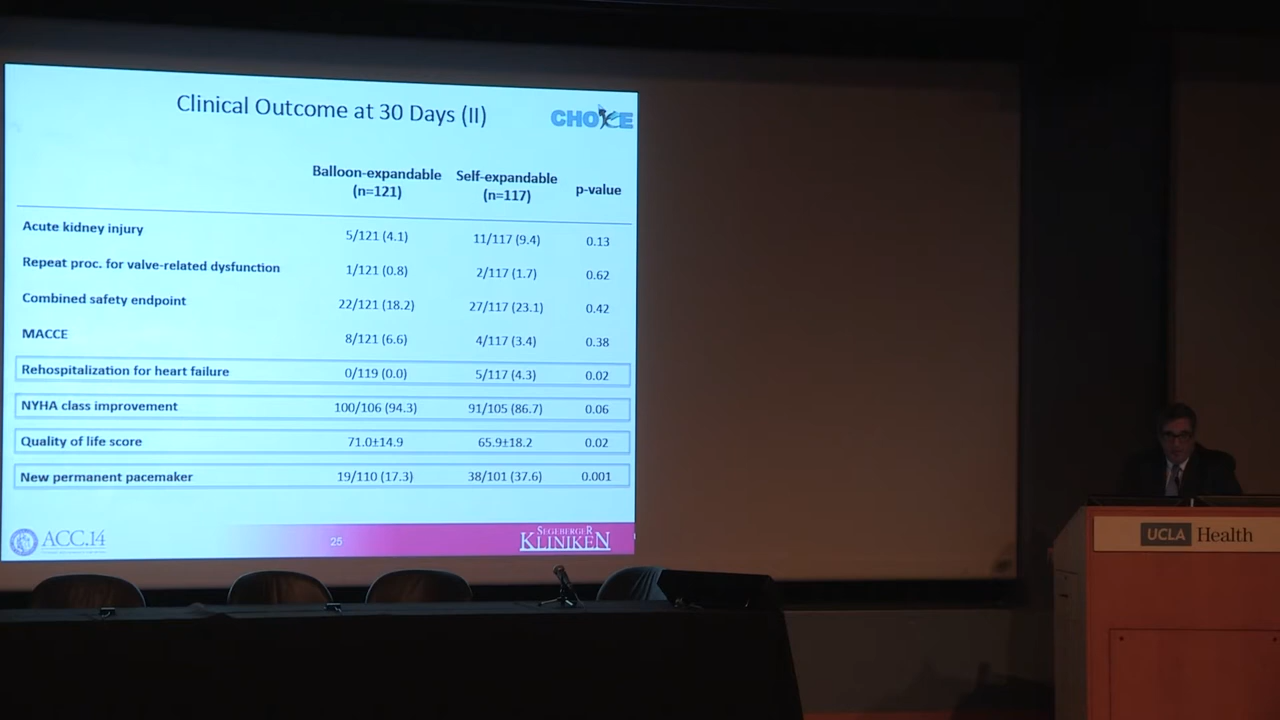 Clinical Outcome at 30 Days (II)
CHOICE
Balloon-expandable
(n=121)
Self-expandable
(n=117)
p-value
Acute kidney injury 5/121 (4.1) 11/117 (9.4) 0.13
Repeat proc. for valve-related dysfunction 1/121 (0.8) 2/117 (1.7) 0.62
Combined safety endpoint 22/121 (18.2) 27/117 (23.1) 0.42
MACCE 8/121 (6.6) 4/117 (3.4) 0.38
Rehospitalization for heart failure 0/119 (0.0) 5/117 (4.3) 0.02
NYHA class improvement 100/106 (94.3) 91/105 (86.7) 0.06
Quality of life score 71.0±14.9 65.9±18.2 0.02
New permanent pacemaker 19/110 (17.3) 38/101 (37.6) 0.001
ACC.14
25
SEGEBERGER
KLINIKEN
UCLA Health